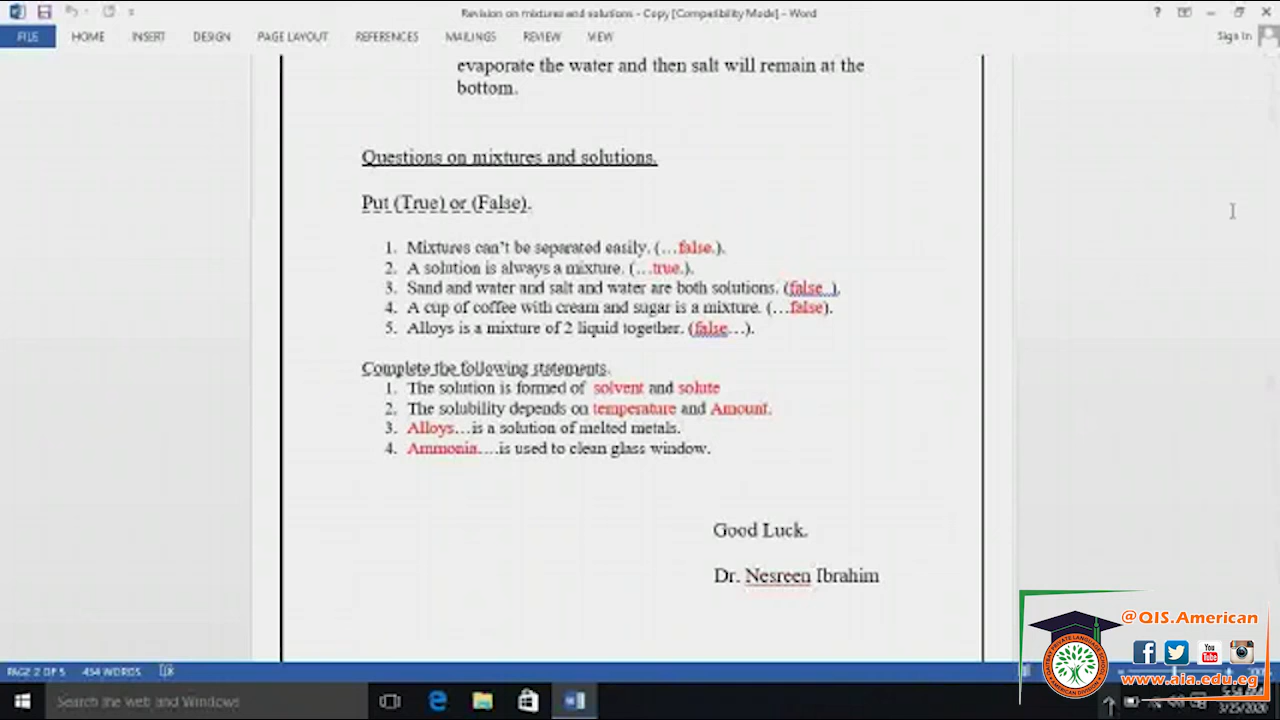 Revision on mixtures and solutions - Copy [Compatibility Mode] - Word
FILE HOME INSERT DESIGN PAGE LAYOUT REFERENCES MAILINGS REVIEW VIEW Sign in
evaporate the water and then salt will remain at the
bottom.
Questions on mixtures and solutions.
Put (True) or (False).
1. Mixtures can't be separated easily. (…false.).
2. A solution is always a mixture. (…true.).
3. Sand and water and salt and water are both solutions. (false..).
4. A cup of coffee with cream and sugar is a mixture. (…false).
5. Alloys is a mixture of 2 liquid together. (false…).
Complete the following statements.
1. The solution is formed of solvent and solute
2. The solubility depends on temperature and Amount.
3. Alloys…is a solution of melted metals.
4. Ammonia….is used to clean glass window.
Good Luck.
Dr. Nesreen Ibrahim
@QIS.American
www.aia.edu.eg
PAGE 2 OF 5 454 WORDS
Search the web and Windows
3/25/2020